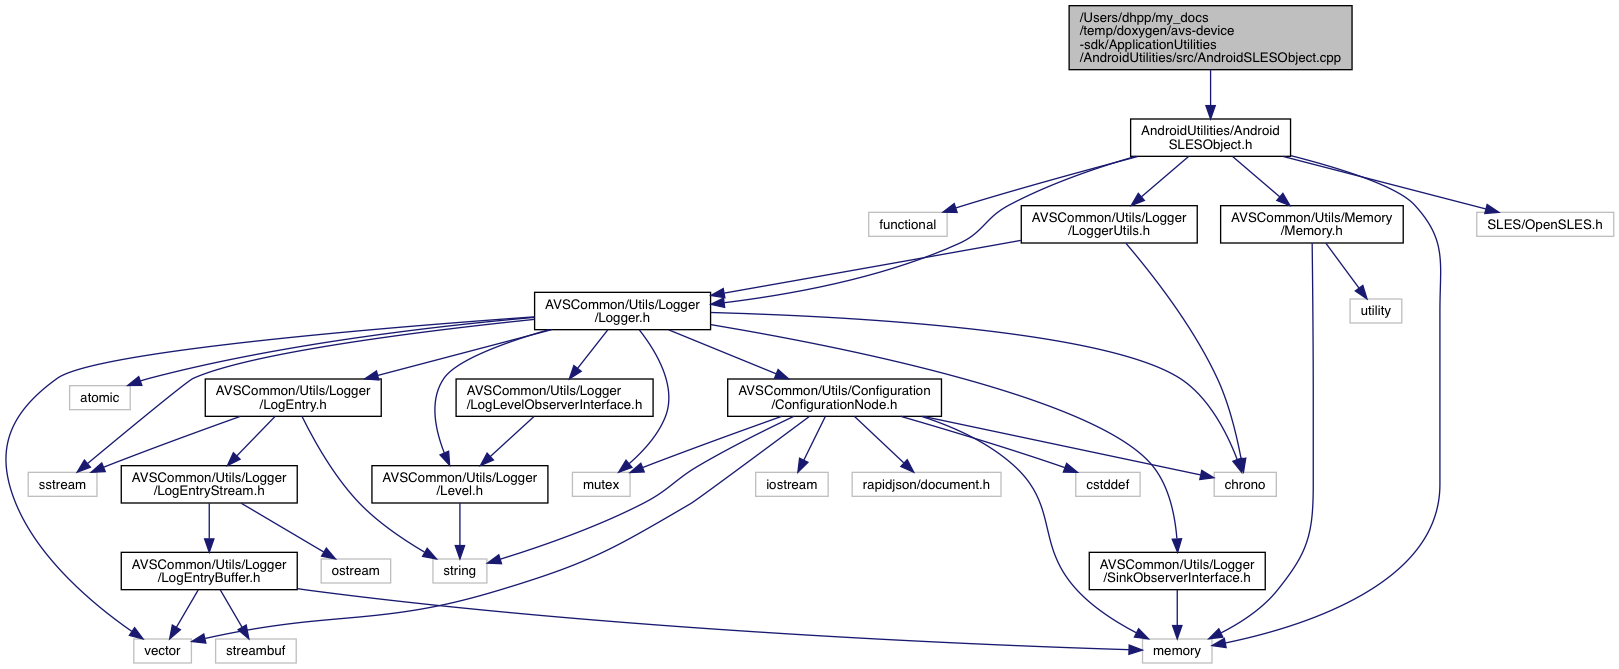 /Users/dhpp/my_docs
/temp/doxygen/avs-device
-sdk/ApplicationUtilities
/AndroidUtilities/src/AndroidSLESObject.cpp
AndroidUtilities/Android
SLESObject.h
functional
AVSCommon/Utils/Logger
/LoggerUtils.h
AVSCommon/Utils/Memory
/Memory.h
SLES/OpenSLES.h
AVSCommon/Utils/Logger
/Logger.h
utility
atomic
AVSCommon/Utils/Logger
/LogEntry.h
AVSCommon/Utils/Logger
/LogLevelObserverInterface.h
AVSCommon/Utils/Configuration
/ConfigurationNode.h
sstream
AVSCommon/Utils/Logger
/LogEntryStream.h
AVSCommon/Utils/Logger
/Level.h
mutex
iostream
rapidjson/document.h
cstddef
chrono
AVSCommon/Utils/Logger
/LogEntryBuffer.h
ostream
string
AVSCommon/Utils/Logger
/SinkObserverInterface.h
vector
streambuf
memory